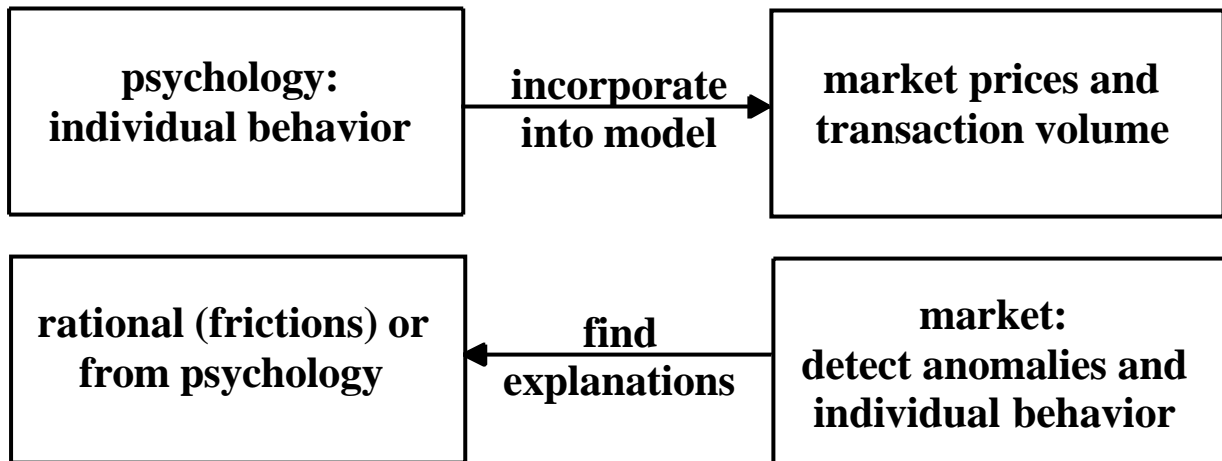 psychology:
individual behavior
incorporate
into model
market prices and
transaction volume
rational (frictions) or
from psychology
find
explanations
market:
detect anomalies and
individual behavior